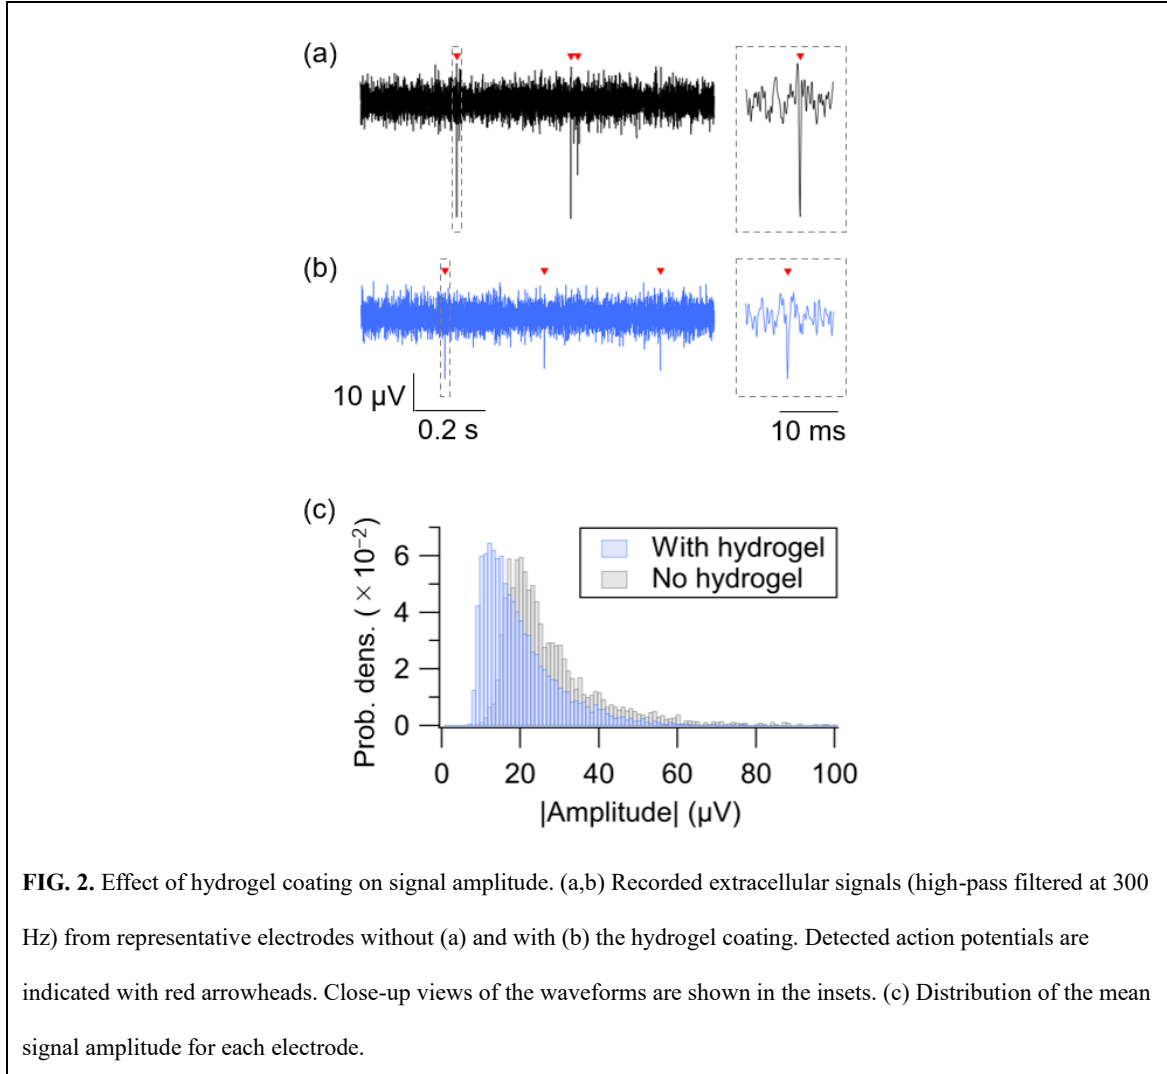 (a)
(b)
10 μV
0.2 s
10 ms
(c)
Prob. dens. (×10⁻²)
6
4
2
0
With hydrogel
No hydrogel
0 20 40 60 80 100
|Amplitude| (μV)
FIG. 2. Effect of hydrogel coating on signal amplitude. (a,b) Recorded extracellular signals (high-pass filtered at 300
Hz) from representative electrodes without (a) and with (b) the hydrogel coating. Detected action potentials are
indicated with red arrowheads. Close-up views of the waveforms are shown in the insets. (c) Distribution of the mean
signal amplitude for each electrode.